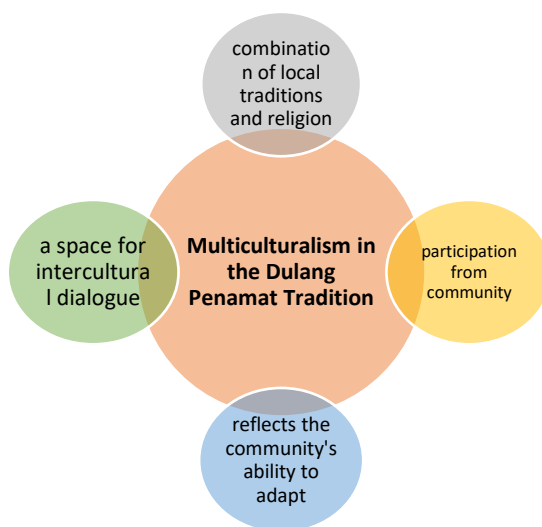 combinatio
n of local
traditions
and religion
a space for
intercultura
l dialogue
Multiculturalism in
the Dulang
Penamat Tradition
participation
from
community
reflects the
community's
ability to
adapt